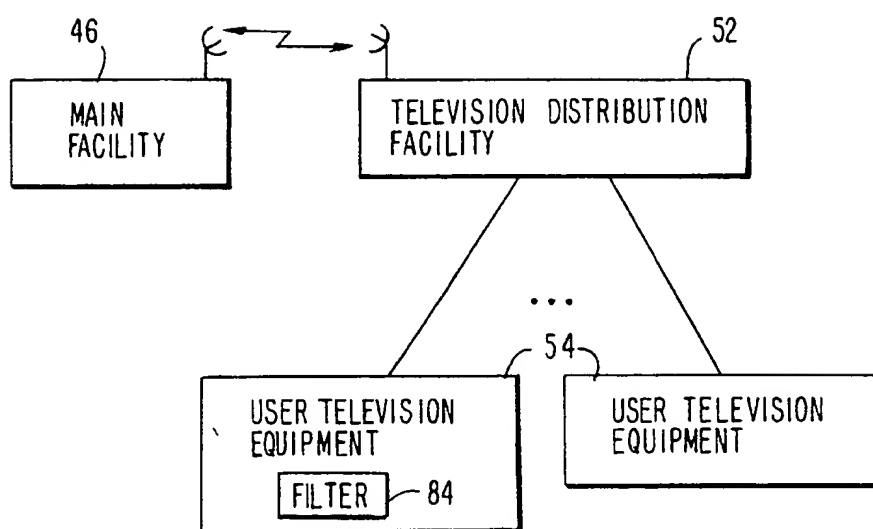 46
52
MAIN
FACILITY
TELEVISION DISTRIBUTION
FACILITY
...
54
USER TELEVISION
EQUIPMENT
FILTER
84
USER TELEVISION
EQUIPMENT